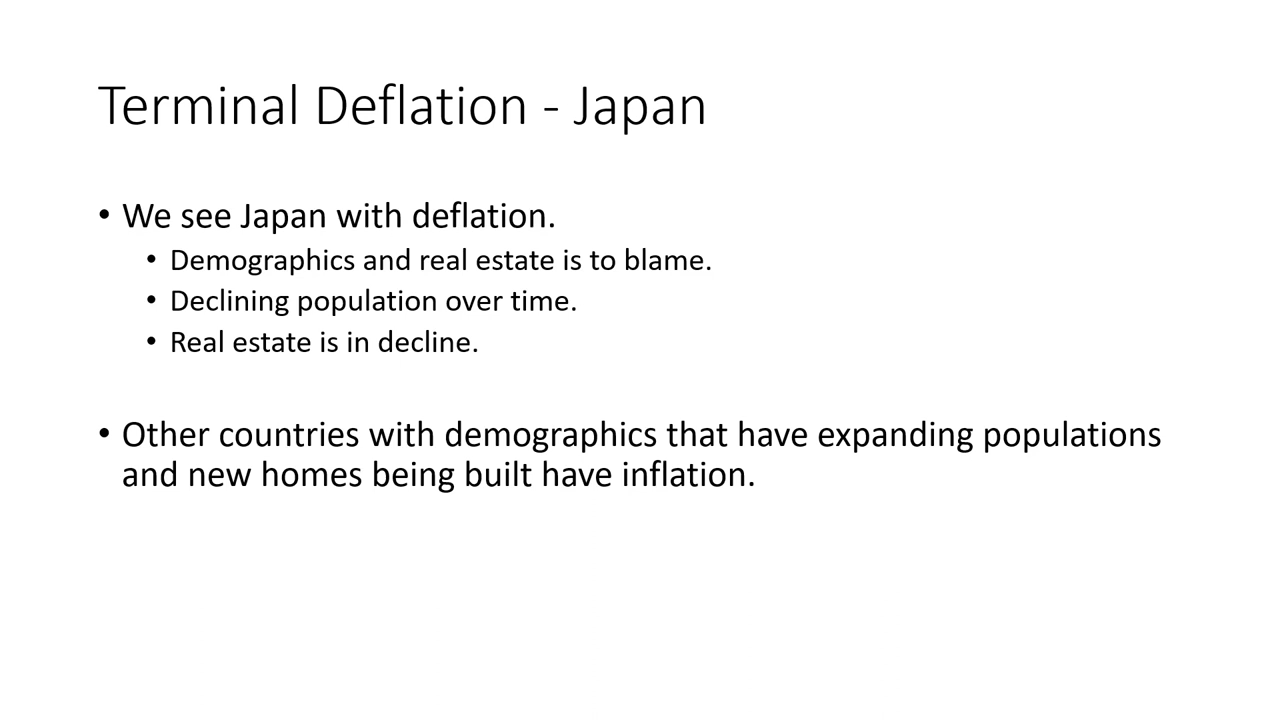 Terminal Deflation - Japan
• We see Japan with deflation.
• Demographics and real estate is to blame.
• Declining population over time.
• Real estate is in decline.
• Other countries with demographics that have expanding populations
and new homes being built have inflation.